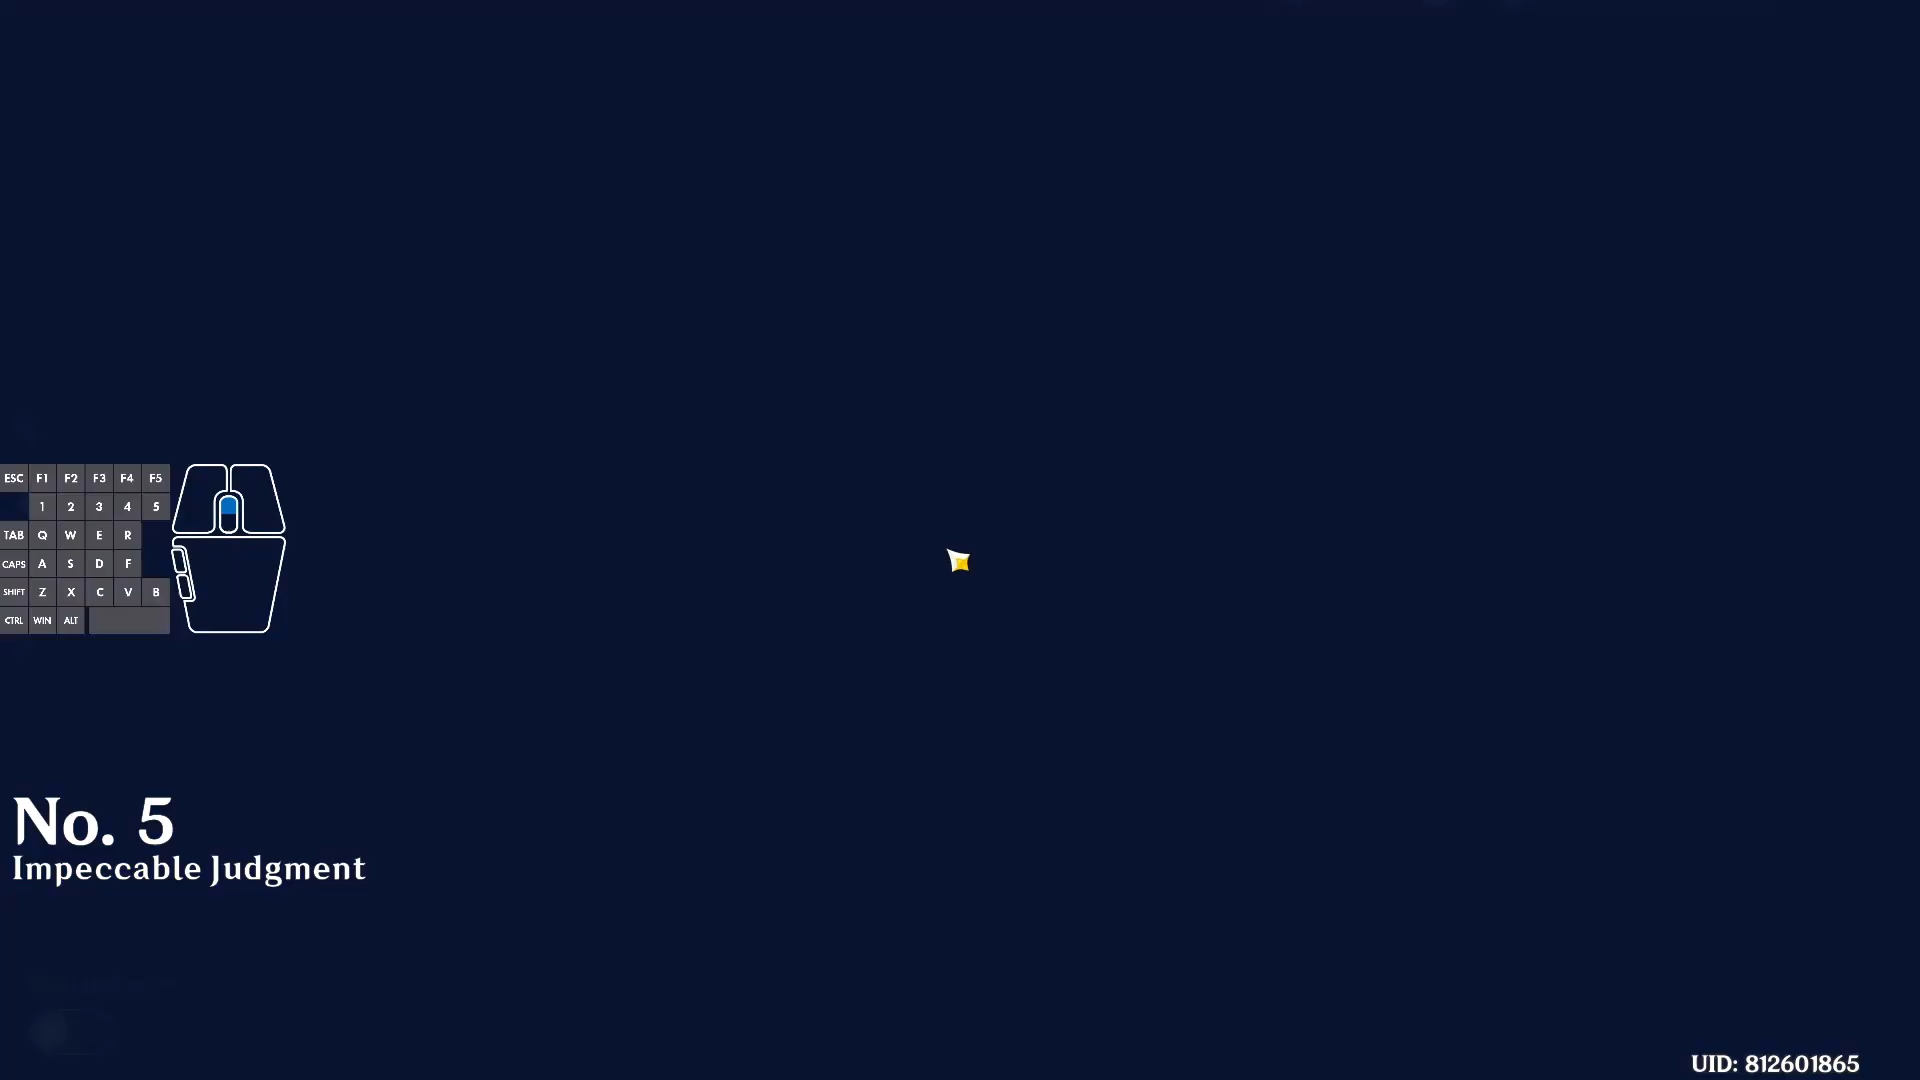 ESC F1 F2 F3 F4 F5
1 2 3 4 5
TAB Q W E R
CAPS A S D F
SHIFT Z X C V B
CTRL WIN ALT
No. 5
Impeccable Judgment
UID: 812601865